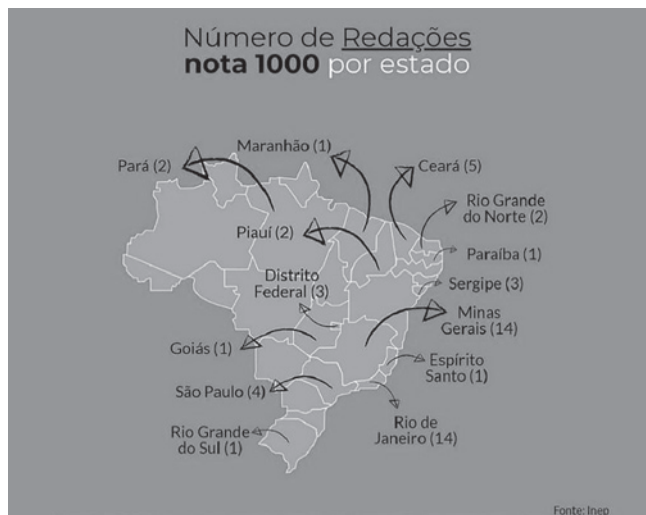 Número de Redações
nota 1000 por estado
Maranhão (1)
Pará (2)
Ceará (5)
Rio Grande
do Norte (2)
Piauí (2)
Paraíba (1)
Distrito
Federal (3)
Sergipe (3)
Minas
Gerais (14)
Goiás (1)
Espírito
Santo (1)
São Paulo (4)
Rio de
Janeiro (14)
Rio Grande
do Sul (1)
Fonte: Inep